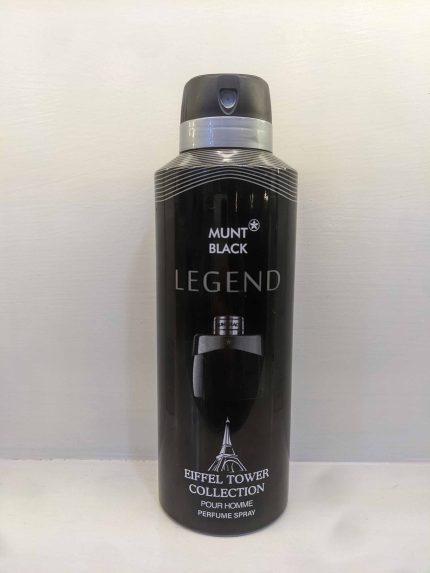 MUNT
BLACK
LEGEND
EIFFEL TOWER
COLLECTION
POUR HOMME
PERFUME SPRAY